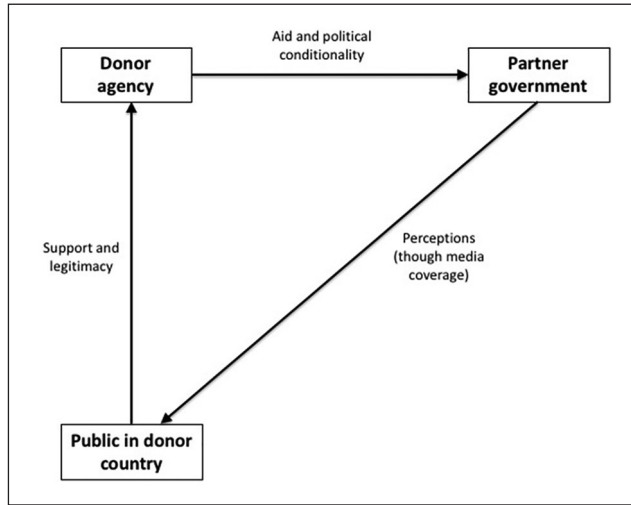 Aid and political
conditionality
Donor
agency
Partner
government
Support and
legitimacy
Perceptions
(though media
coverage)
Public in donor
country